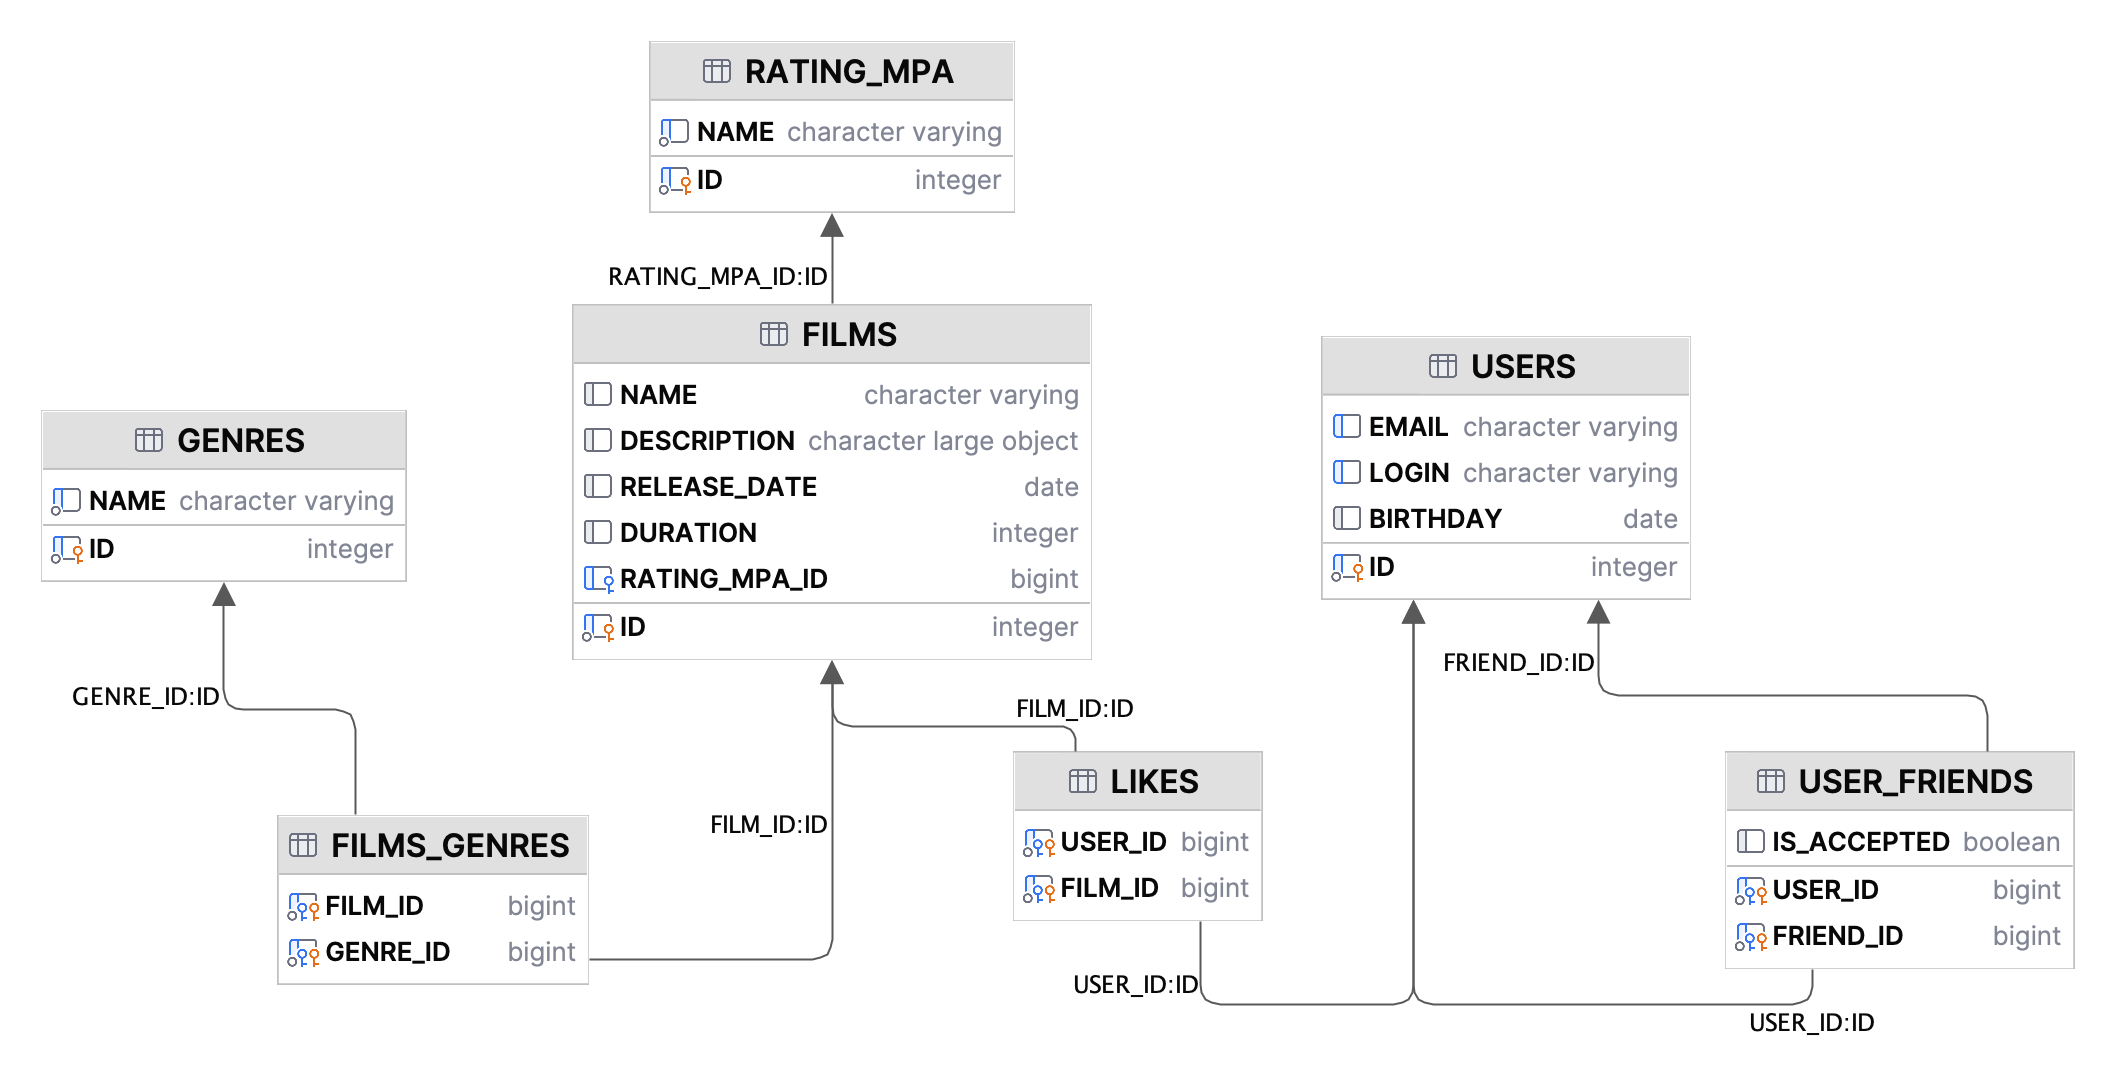 RATING_MPA
NAME character varying
ID integer
RATING_MPA_ID:ID
FILMS
NAME character varying
DESCRIPTION character large object
RELEASE_DATE date
DURATION integer
RATING_MPA_ID bigint
ID integer
USERS
EMAIL character varying
LOGIN character varying
BIRTHDAY date
ID integer
GENRES
NAME character varying
ID integer
GENRE_ID:ID
FILM_ID:ID
FRIEND_ID:ID
FILMS_GENRES
FILM_ID bigint
GENRE_ID bigint
FILM_ID:ID
LIKES
USER_ID bigint
FILM_ID bigint
USER_ID:ID
USER_FRIENDS
IS_ACCEPTED boolean
USER_ID bigint
FRIEND_ID bigint
USER_ID:ID